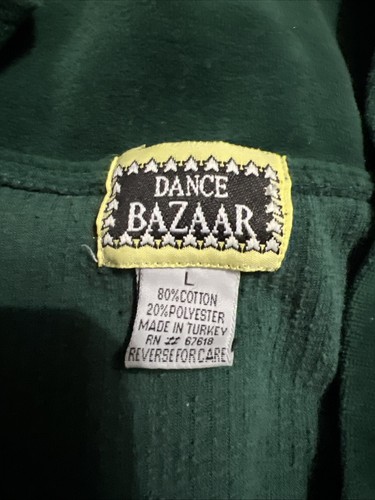 DANCE
BAZAAR
L
80%COTTON
20%POLYESTER
MADE IN TURKEY
RN # 67618
REVERSE FOR CARE